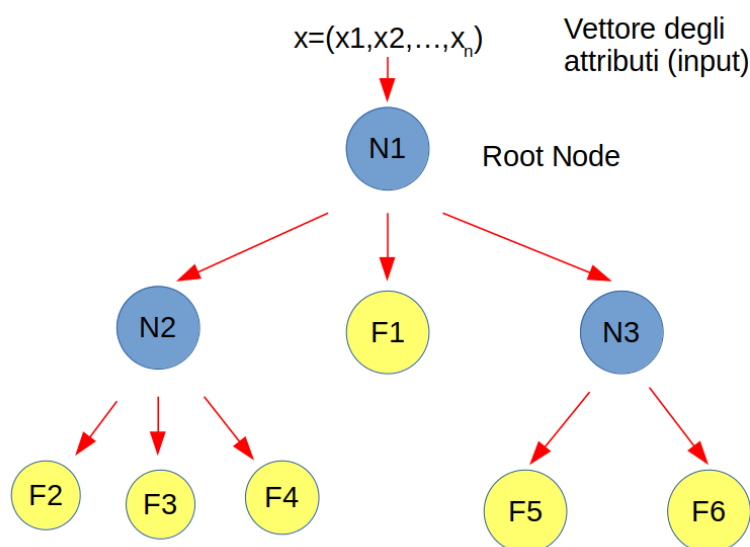 x=(x1,x2,…,xn)
Vettore degli
attributi (input)
N1
Root Node
N2
F1
N3
F2
F3
F4
F5
F6